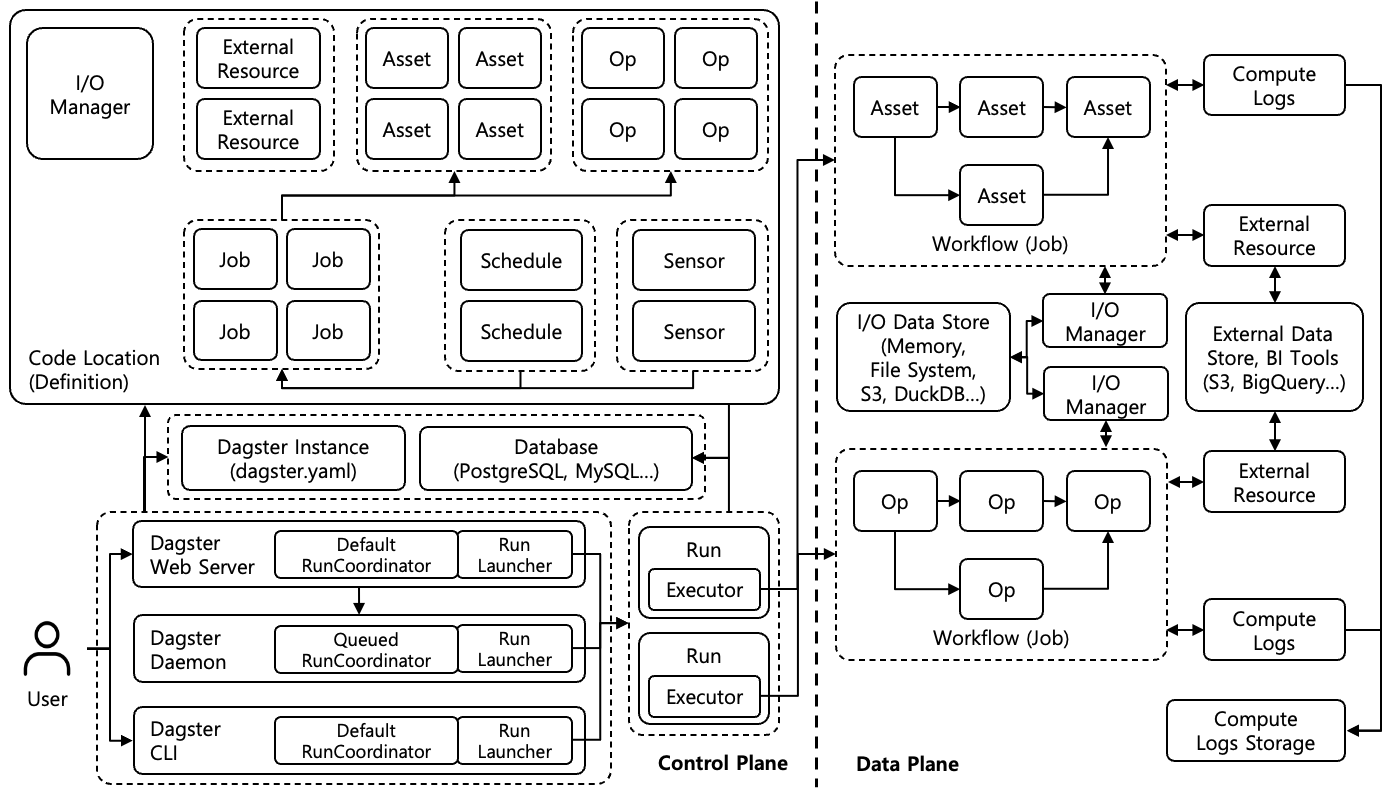 I/O
Manager
External
Resource
External
Resource
Asset
Asset
Asset
Asset
Op
Op
Op
Op
Job
Job
Job
Job
Schedule
Schedule
Sensor
Sensor
Code Location
(Definition)
Dagster Instance
(dagster.yaml)
Database
(PostgreSQL, MySQL...)
User
Dagster
Web Server
Default
RunCoordinator
Run
Launcher
Dagster
Daemon
Queued
RunCoordinator
Run
Launcher
Dagster
CLI
Default
RunCoordinator
Run
Launcher
Run
Executor
Run
Executor
Control Plane
Asset
Asset
Asset
Asset
Workflow (Job)
Compute
Logs
External
Resource
I/O Data Store
(Memory,
File System,
S3, DuckDB...)
I/O
Manager
I/O
Manager
External Data
Store, BI Tools
(S3, BigQuery...)
Op
Op
Op
Op
Workflow (Job)
External
Resource
Compute
Logs
Compute
Logs Storage
Data Plane